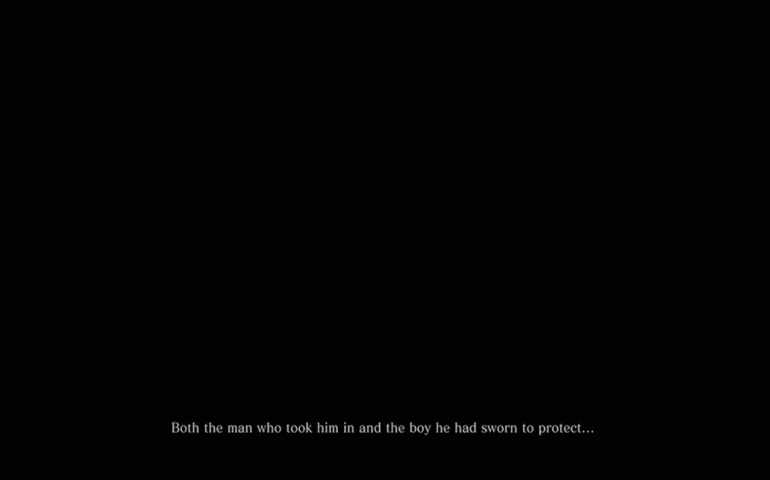 Both the man who took him in and the boy he had sworn to protect...